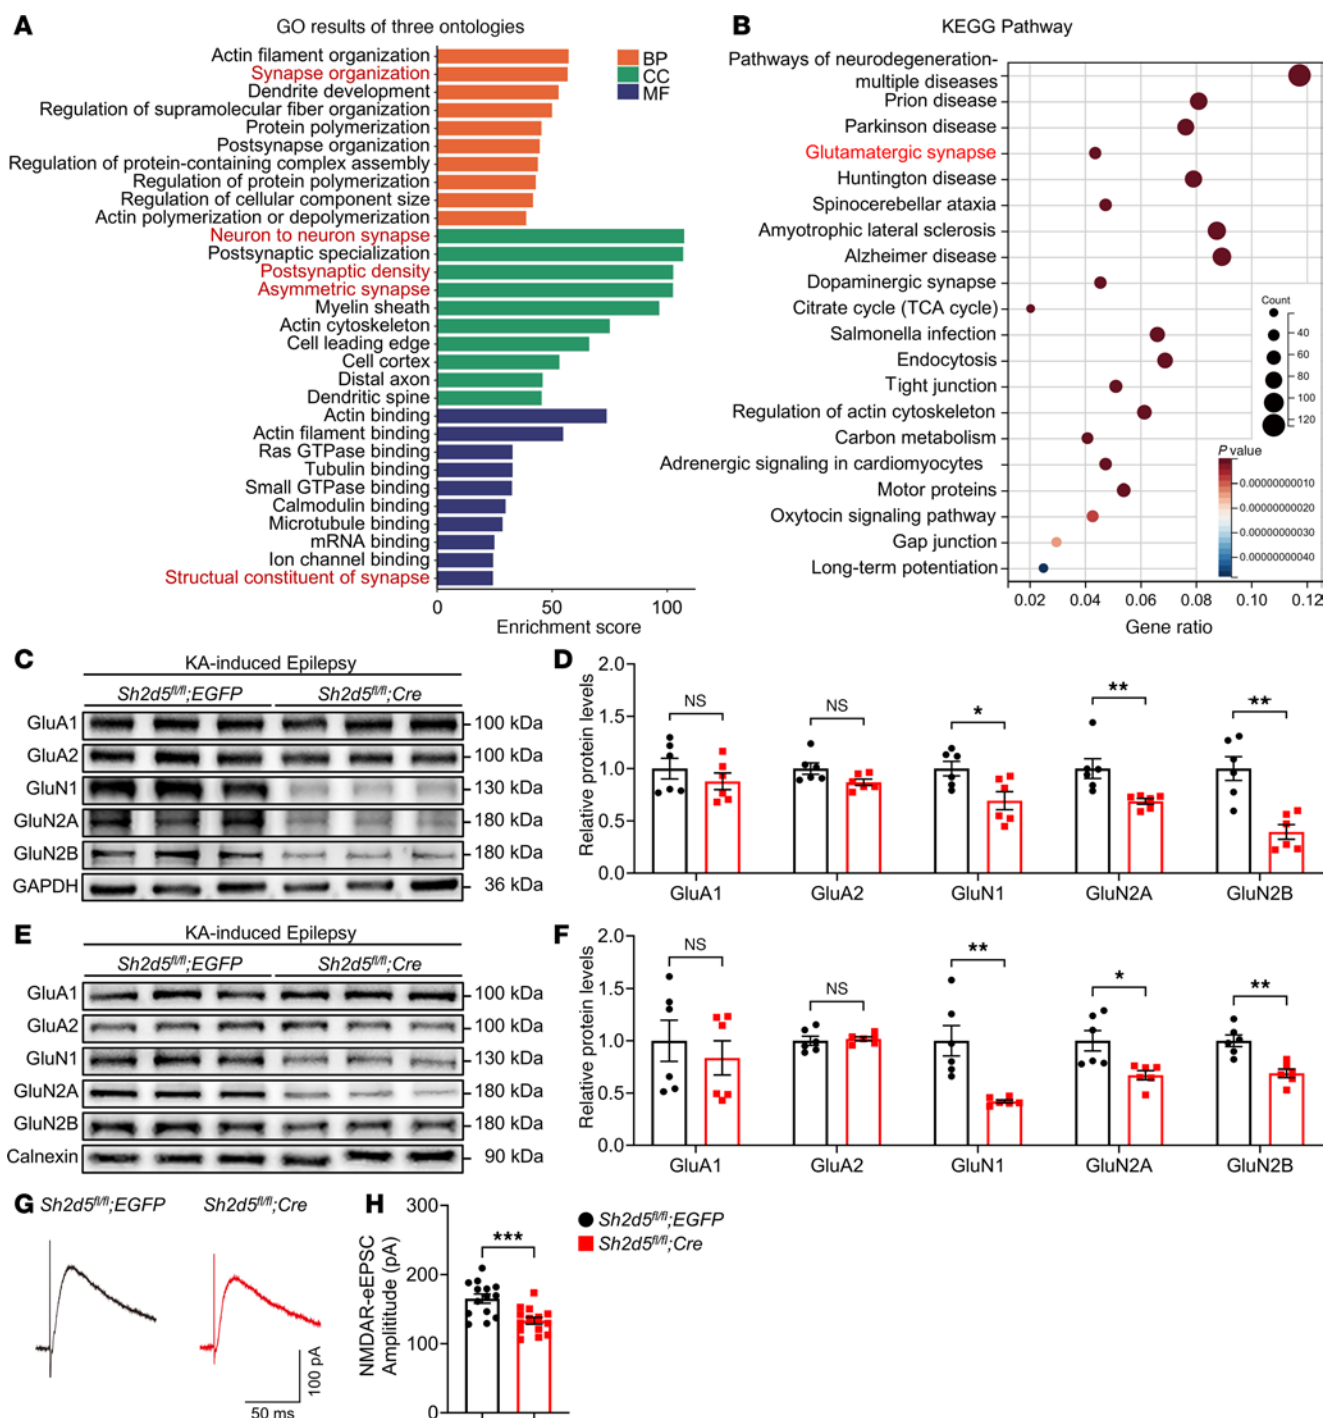 A
GO results of three ontologies
Actin filament organization
Synapse organization
Dendrite development
Regulation of supramolecular fiber organization
Protein polymerization
Postsynapse organization
Regulation of protein-containing complex assembly
Regulation of protein polymerization
Regulation of cellular component size
Actin polymerization or depolymerization
Neuron to neuron synapse
Postsynaptic specialization
Postsynaptic density
Asymmetric synapse
Myelin sheath
Actin cytoskeleton
Cell leading edge
Cell cortex
Distal axon
Dendritic spine
Actin binding
Actin filament binding
Ras GTPase binding
Tubulin binding
Small GTPase binding
Calmodulin binding
Microtubule binding
mRNA binding
Ion channel binding
Structual constituent of synapse
BP
CC
MF
0 50 100
Enrichment score
B
KEGG Pathway
Pathways of neurodegeneration-
multiple diseases
Prion disease
Parkinson disease
Glutamatergic synapse
Huntington disease
Spinocerebellar ataxia
Amyotrophic lateral sclerosis
Alzheimer disease
Dopaminergic synapse
Citrate cycle (TCA cycle)
Salmonella infection
Endocytosis
Tight junction
Regulation of actin cytoskeleton
Carbon metabolism
Adrenergic signaling in cardiomyocytes
Motor proteins
Oxytocin signaling pathway
Gap junction
Long-term potentiation
Count
40
60
80
100
120
P value
0.00000000010
0.00000000020
0.00000000030
0.00000000040
0.02 0.04 0.06 0.08 0.10 0.12
Gene ratio
C
KA-induced Epilepsy
Sh2d5fl/fl;EGFP Sh2d5fl/fl;Cre
GluA1 100 kDa
GluA2 100 kDa
GluN1 130 kDa
GluN2A 180 kDa
GluN2B 180 kDa
GAPDH 36 kDa
D
Relative protein levels
2.0
1.5
1.0
0.5
0.0
NS NS * ** **
GluA1 GluA2 GluN1 GluN2A GluN2B
E
KA-induced Epilepsy
Sh2d5fl/fl;EGFP Sh2d5fl/fl;Cre
GluA1 100 kDa
GluA2 100 kDa
GluN1 130 kDa
GluN2A 180 kDa
GluN2B 180 kDa
Calnexin 90 kDa
F
Relative protein levels
2.0
1.5
1.0
0.5
0.0
NS NS ** * **
GluA1 GluA2 GluN1 GluN2A GluN2B
G
Sh2d5fl/fl;EGFP Sh2d5fl/fl;Cre
100 pA
50 ms
H
NMDAR-eEPSC
Ampltitude (pA)
300
200
100
0
***
Sh2d5fl/fl;EGFP
Sh2d5fl/fl;Cre